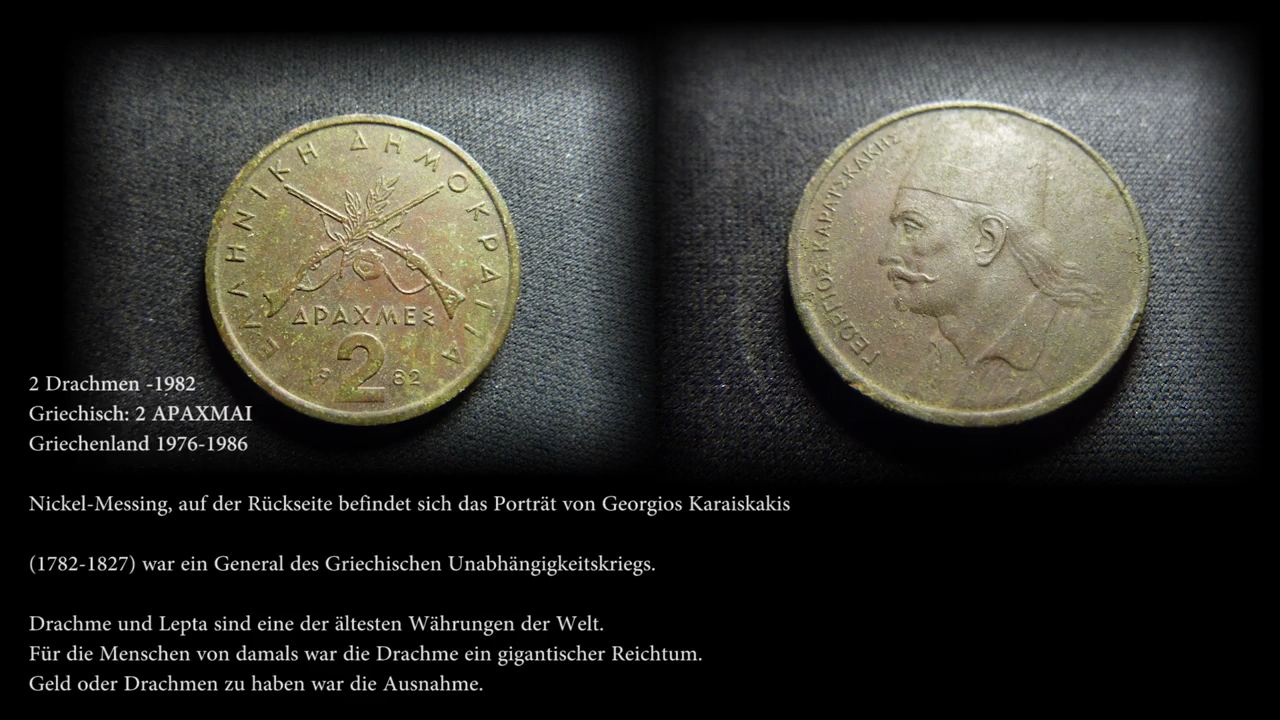 ΕΛΛΗΝΙΚΗ ΔΗΜΟΚΡΑΤΙΑ
ΔΡΑΧΜΕΣ
2
1982
ΓΕΩΡΓΙΟΣ ΚΑΡΑΪΣΚΑΚΗΣ
2 Drachmen -1982
Griechisch: 2 APAXMAI
Griechenland 1976-1986
Nickel-Messing, auf der Rückseite befindet sich das Porträt von Georgios Karaiskakis
(1782-1827) war ein General des Griechischen Unabhängigkeitskriegs.
Drachme und Lepta sind eine der ältesten Währungen der Welt.
Für die Menschen von damals war die Drachme ein gigantischer Reichtum.
Geld oder Drachmen zu haben war die Ausnahme.